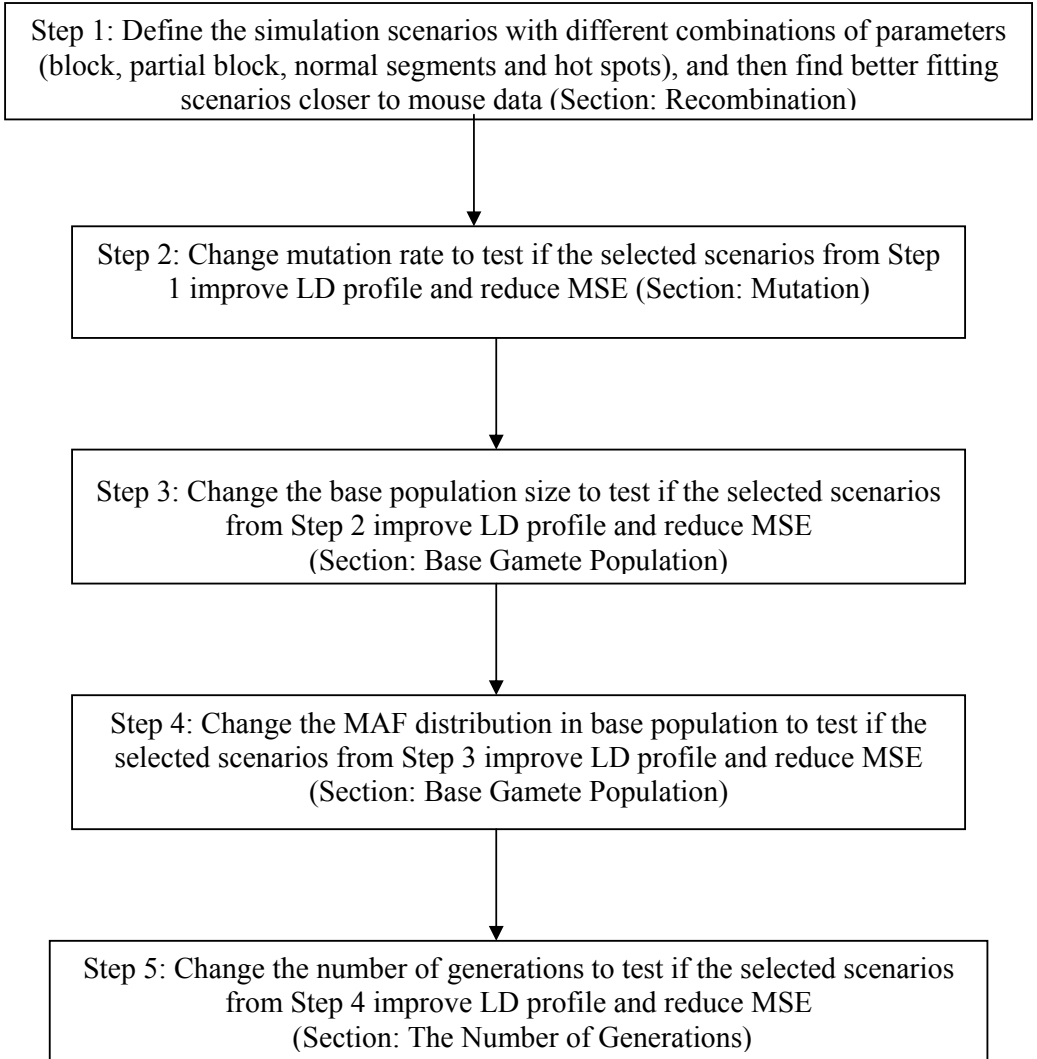 Step 1: Define the simulation scenarios with different combinations of parameters
(block, partial block, normal segments and hot spots), and then find better fitting
scenarios closer to mouse data (Section: Recombination)
Step 2: Change mutation rate to test if the selected scenarios from Step
1 improve LD profile and reduce MSE (Section: Mutation)
Step 3: Change the base population size to test if the selected scenarios
from Step 2 improve LD profile and reduce MSE
(Section: Base Gamete Population)
Step 4: Change the MAF distribution in base population to test if the
selected scenarios from Step 3 improve LD profile and reduce MSE
(Section: Base Gamete Population)
Step 5: Change the number of generations to test if the selected scenarios
from Step 4 improve LD profile and reduce MSE
(Section: The Number of Generations)